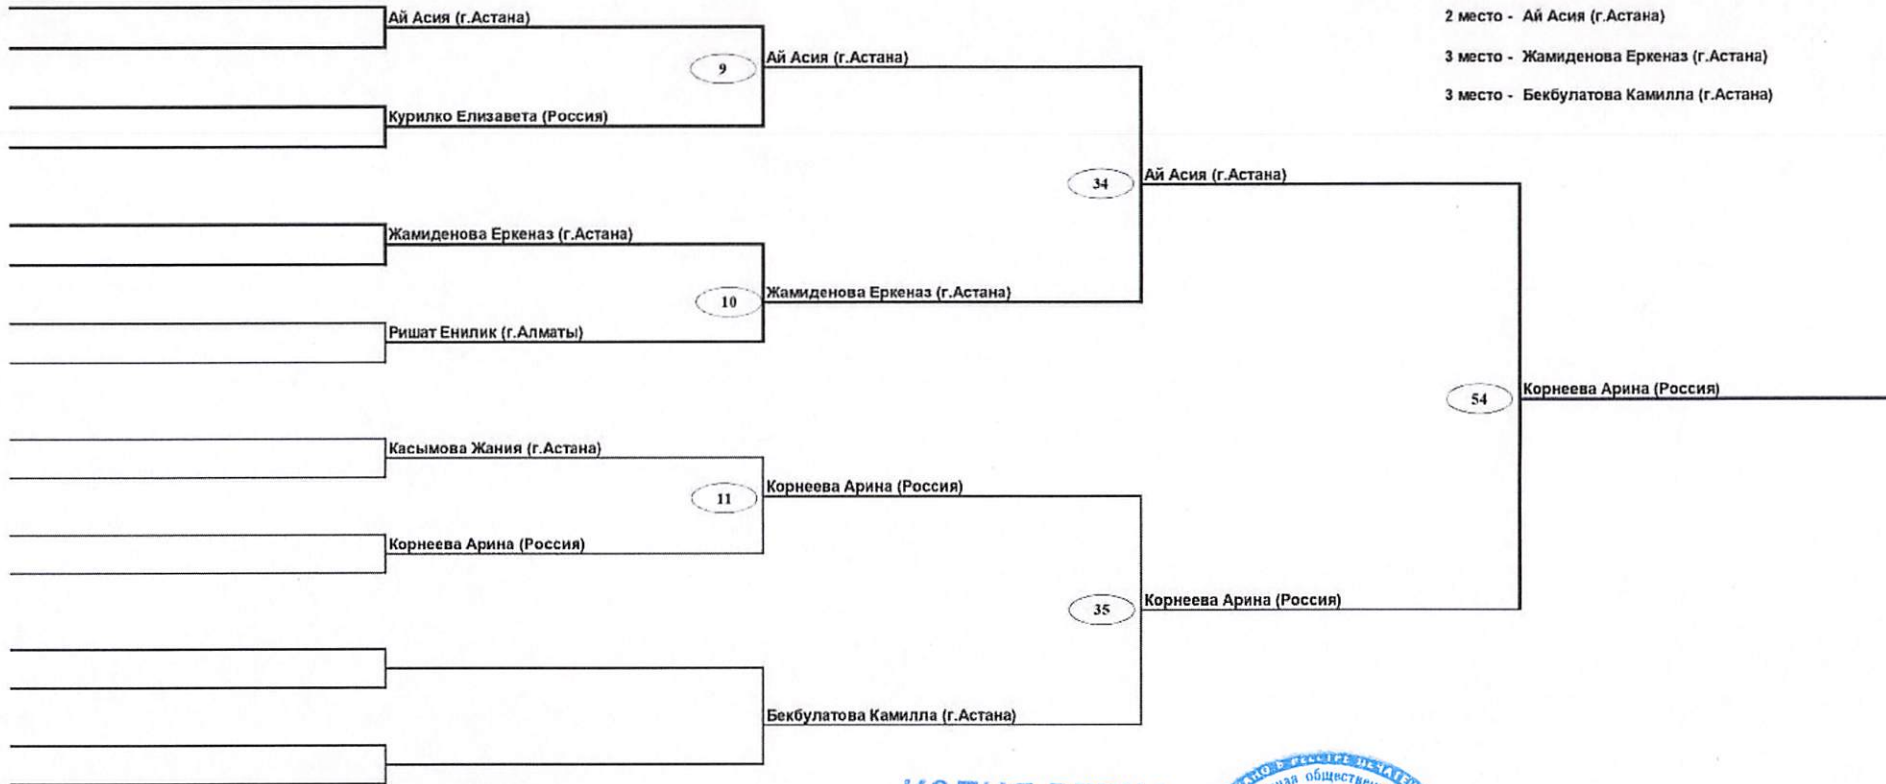 Ай Асия (г.Астана)
2 место - Ай Асия (г.Астана)
9
Ай Асия (г.Астана)
3 место - Жамиденова Еркеназ (г.Астана)
3 место - Бекбулатова Камилла (г.Астана)
Курилко Елизавета (Россия)
34
Ай Асия (г.Астана)
Жамиденова Еркеназ (г.Астана)
10
Жамиденова Еркеназ (г.Астана)
Ришат Енилик (г.Алматы)
54
Корнеева Арина (Россия)
Касымова Жания (г.Астана)
11
Корнеева Арина (Россия)
Корнеева Арина (Россия)
35
Корнеева Арина (Россия)
Бекбулатова Камилла (г.Астана)